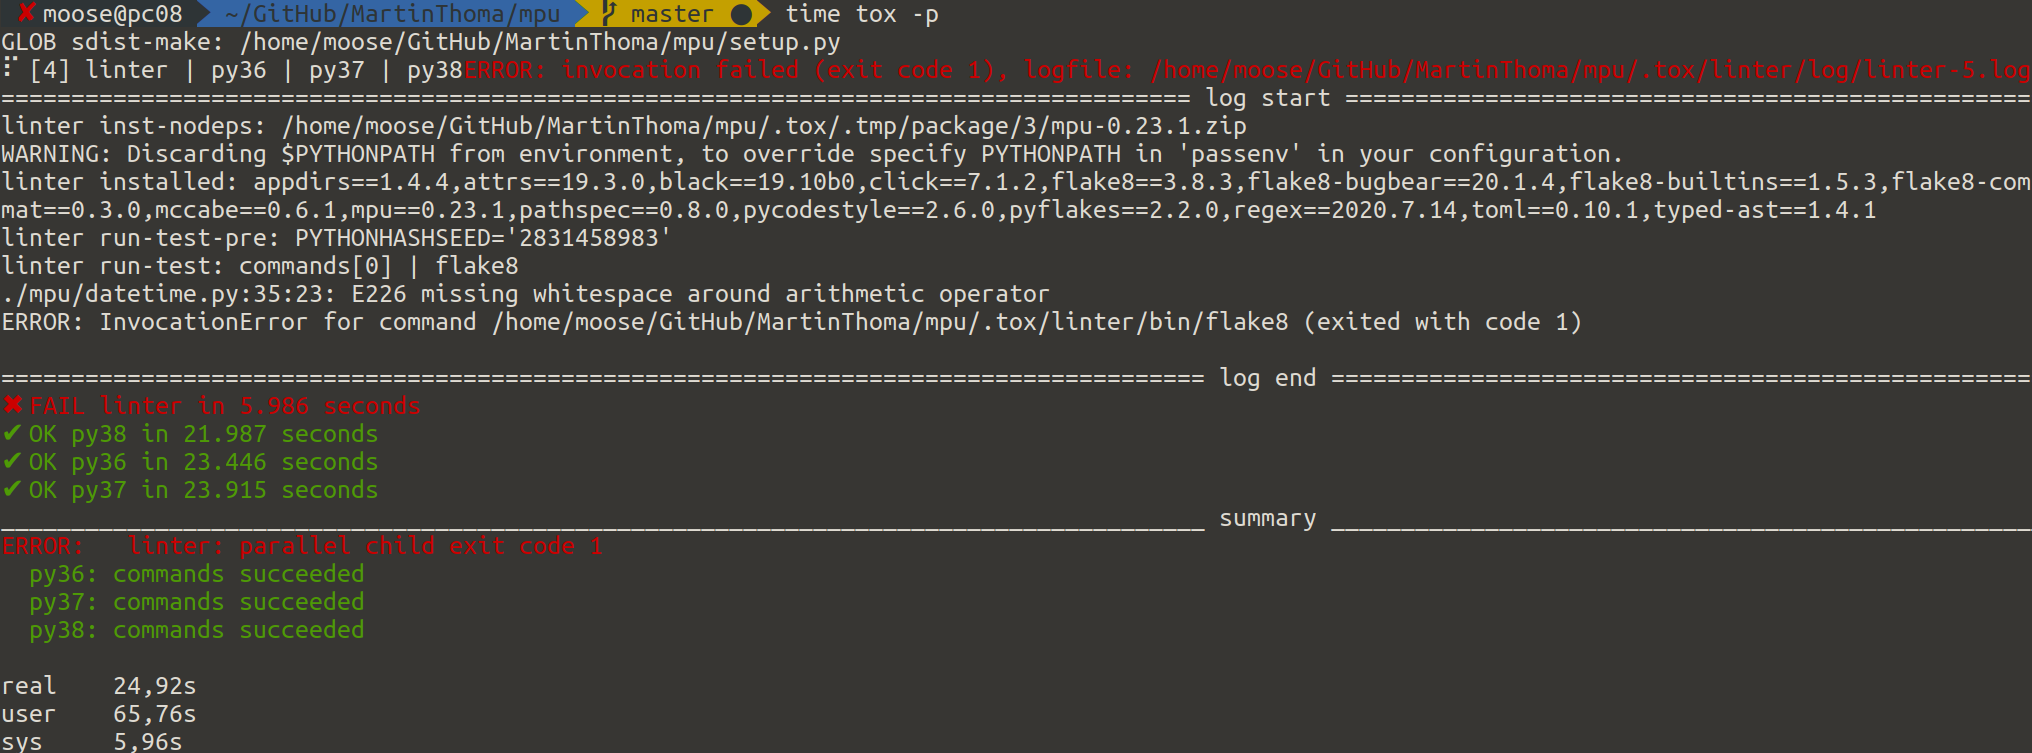 ✘ moose@pc08 ~/GitHub/MartinThoma/mpu master ● time tox -p
GLOB sdist-make: /home/moose/GitHub/MartinThoma/mpu/setup.py
⠏ [4] linter | py36 | py37 | py38ERROR: invocation failed (exit code 1), logfile: /home/moose/GitHub/MartinThoma/mpu/.tox/linter/log/linter-5.log
===================================================================================== log start =================================================
linter inst-nodeps: /home/moose/GitHub/MartinThoma/mpu/.tox/.tmp/package/3/mpu-0.23.1.zip
WARNING: Discarding $PYTHONPATH from environment, to override specify PYTHONPATH in 'passenv' in your configuration.
linter installed: appdirs==1.4.4,attrs==19.3.0,black==19.10b0,click==7.1.2,flake8==3.8.3,flake8-bugbear==20.1.4,flake8-builtins==1.5.3,flake8-com
mat==0.3.0,mccabe==0.6.1,mpu==0.23.1,pathspec==0.8.0,pycodestyle==2.6.0,pyflakes==2.2.0,regex==2020.7.14,toml==0.10.1,typed-ast==1.4.1
linter run-test-pre: PYTHONHASHSEED='2831458983'
linter run-test: commands[0] | flake8
./mpu/datetime.py:35:23: E226 missing whitespace around arithmetic operator
ERROR: InvocationError for command /home/moose/GitHub/MartinThoma/mpu/.tox/linter/bin/flake8 (exited with code 1)
====================================================================================== log end ==================================================
✖ FAIL linter in 5.986 seconds
✔ OK py38 in 21.987 seconds
✔ OK py36 in 23.446 seconds
✔ OK py37 in 23.915 seconds
______________________________________________________________________________________ summary __________________________________________________
ERROR:   linter: parallel child exit code 1
  py36: commands succeeded
  py37: commands succeeded
  py38: commands succeeded
real    24,92s
user    65,76s
sys     5,96s